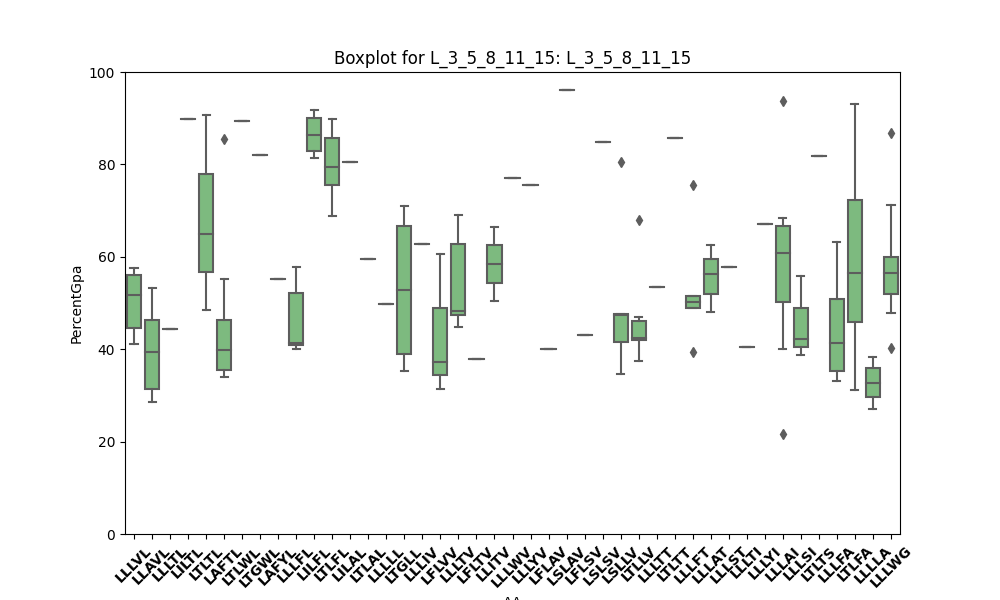 Boxplot for L_3_5_8_11_15: L_3_5_8_11_15
100
80
60
40
20
0
PercentGpa
LLLVL
LLAVL
LLLTL
LILTL
LTLTL
LAFTL
LTLWL
LTGWL
LAFYL
LLLFL
LILFL
LTLFL
LILAL
LTLAL
LLLLL
LTGLL
LLLIV
LFLVV
LLLTV
LFLTV
LLITV
LLLWV
LLLYV
LFLAV
LSLAV
LFLSV
LSLSV
LSLLV
LTLLV
LLLTT
LTLTT
LLLFT
LLLAT
LLLST
LLLTI
LLLYI
LLLAI
LLLSI
LTLTS
LLLFA
LTLFA
LLLLA
LLLWG